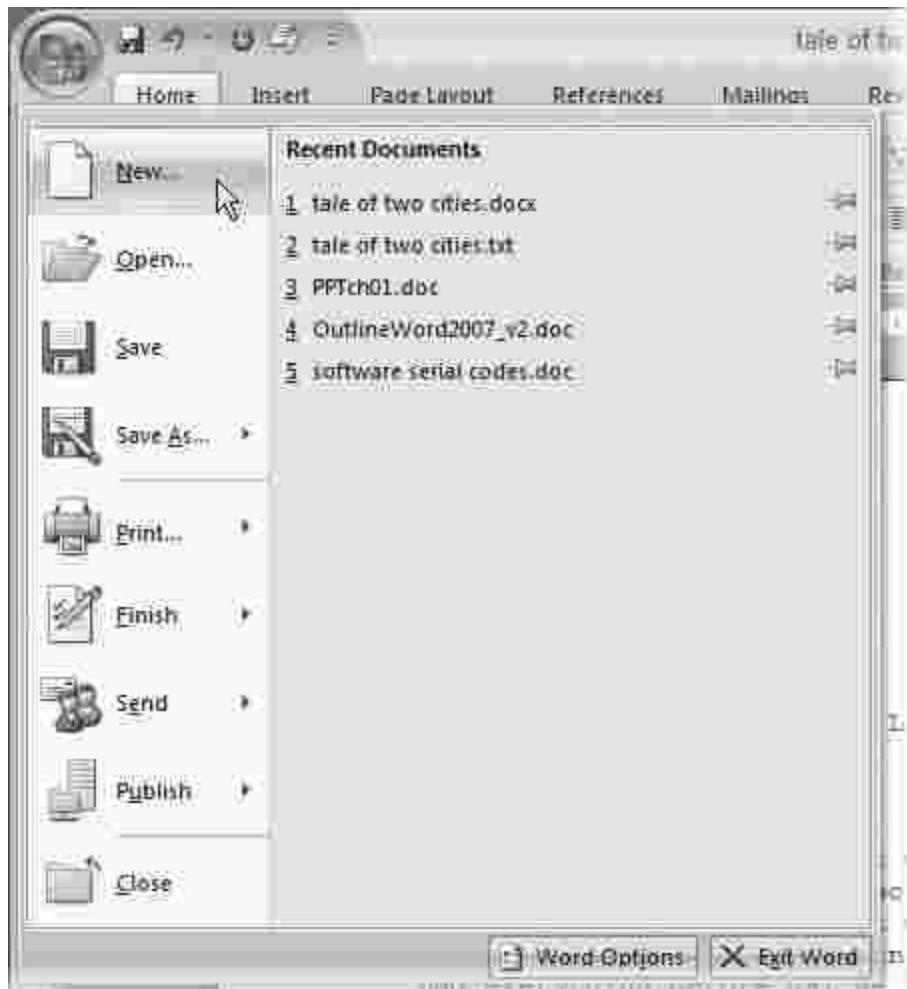 tale of
Home Insert Page Layout References Mailings
Recent Documents
New...
1 tale of two cities.docx
2 tale of two cities.txt
Open...
3 PPTch01.doc
4 OutlineWord2007_v2.doc
Save
5 software serial codes.doc
Save As...
Print...
Finish
Send
Publish
Close
Word Options Exit Word